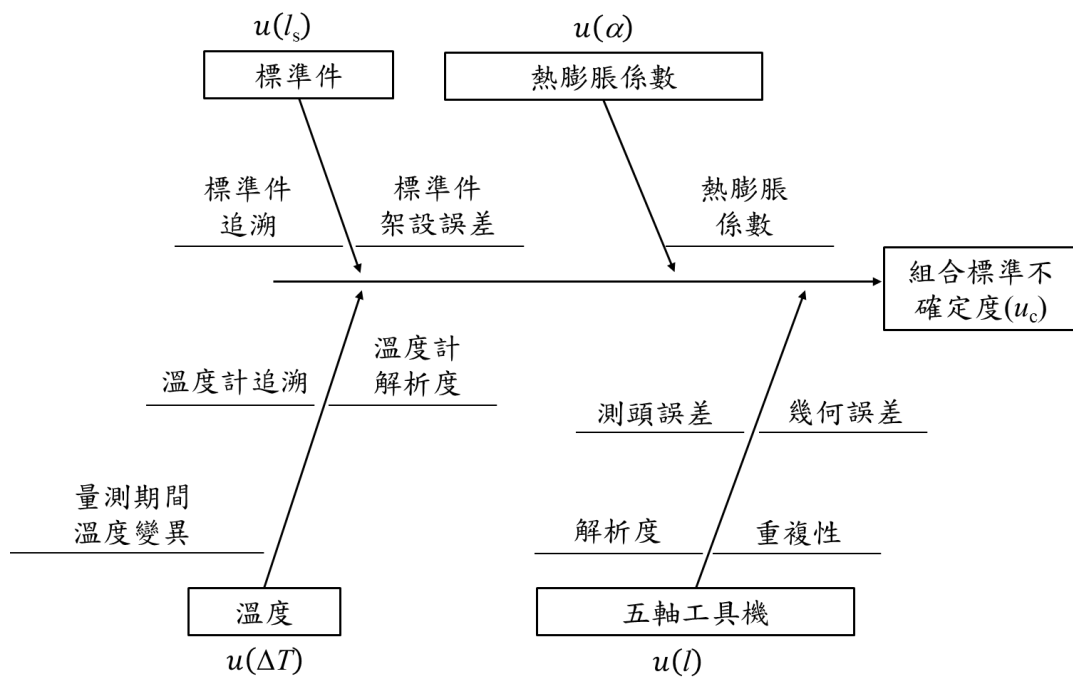 u(lₛ)
標準件
u(α)
熱膨脹係數
標準件
追溯
標準件
架設誤差
熱膨脹
係數
組合標準不
確定度(u_c)
溫度計追溯
溫度計
解析度
量測期間
溫度變異
測頭誤差
幾何誤差
解析度
重複性
溫度
u(ΔT)
五軸工具機
u(l)